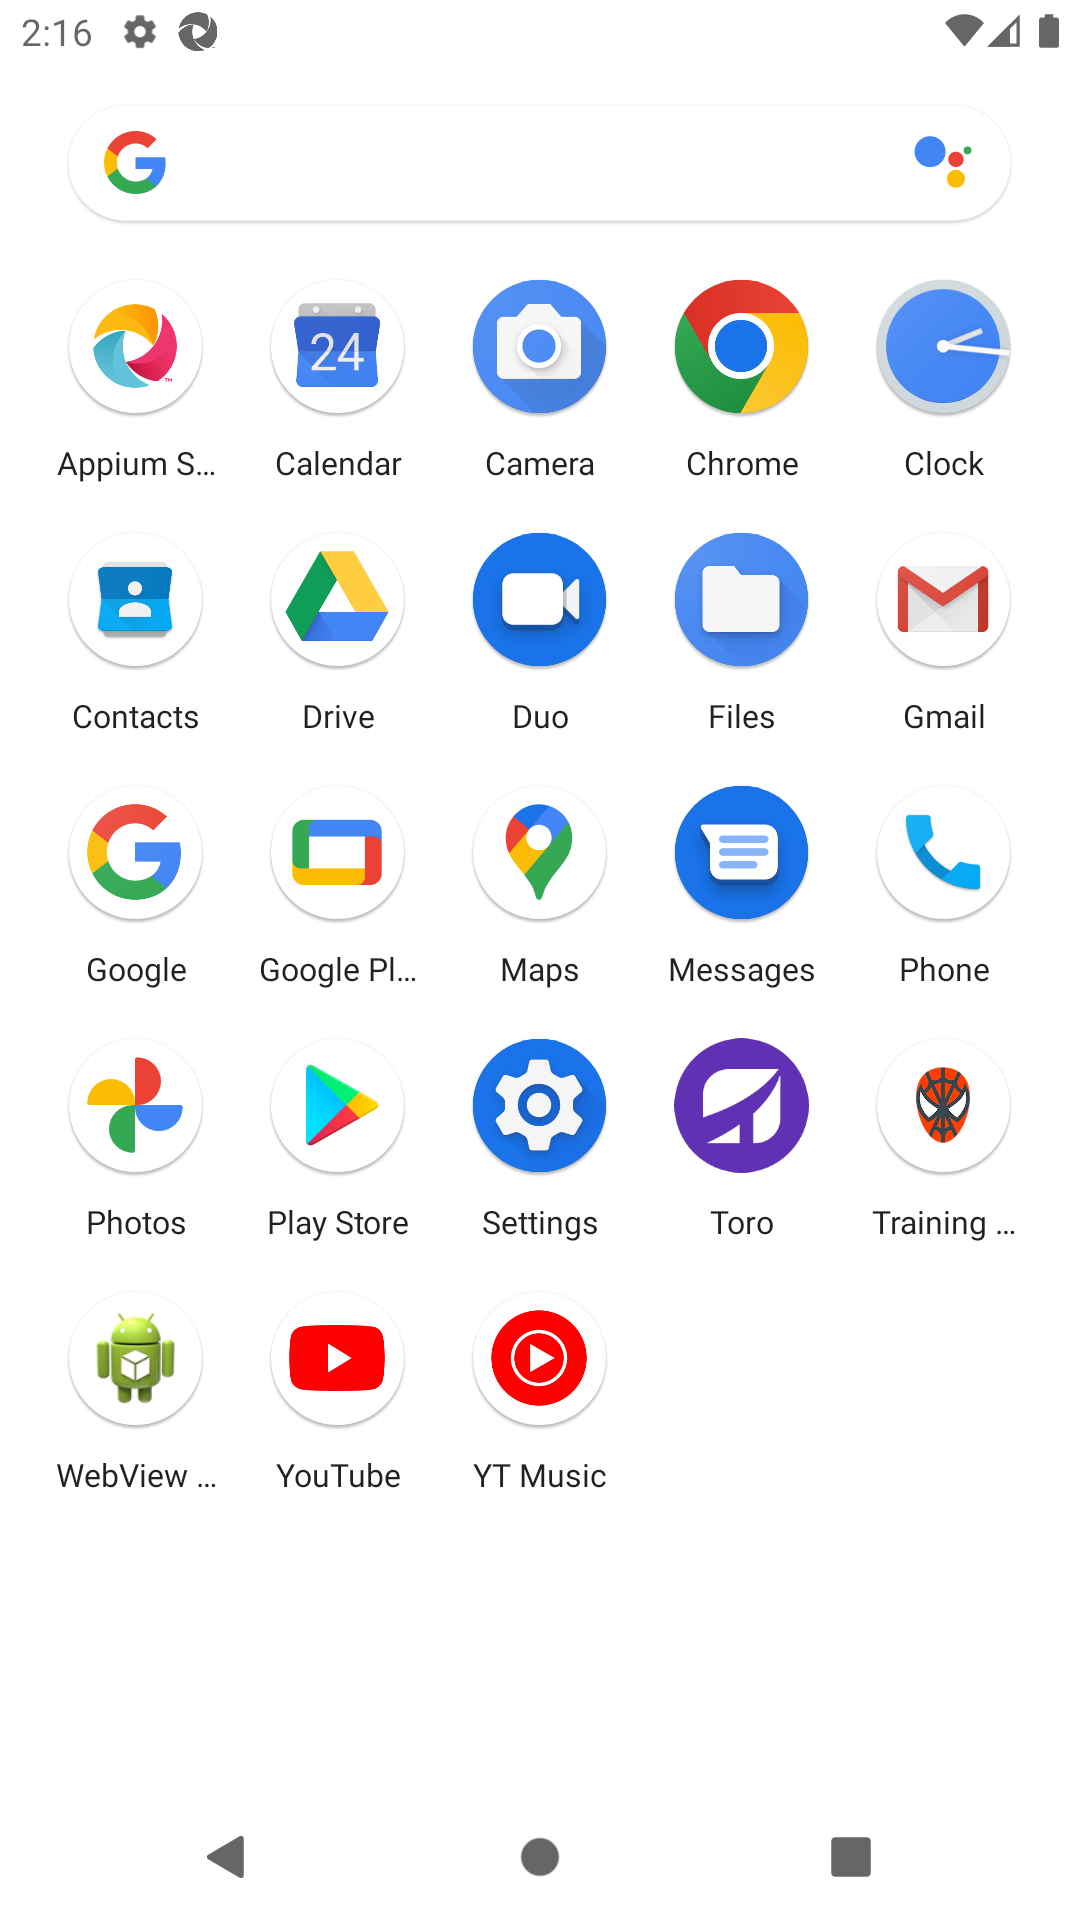 2:16
Appium S...
24
Calendar
Camera
Chrome
Clock
Contacts
Drive
Duo
Files
Gmail
Google
Google Pl...
Maps
Messages
Phone
Photos
Play Store
Settings
Toro
Training ...
WebView ...
YouTube
YT Music